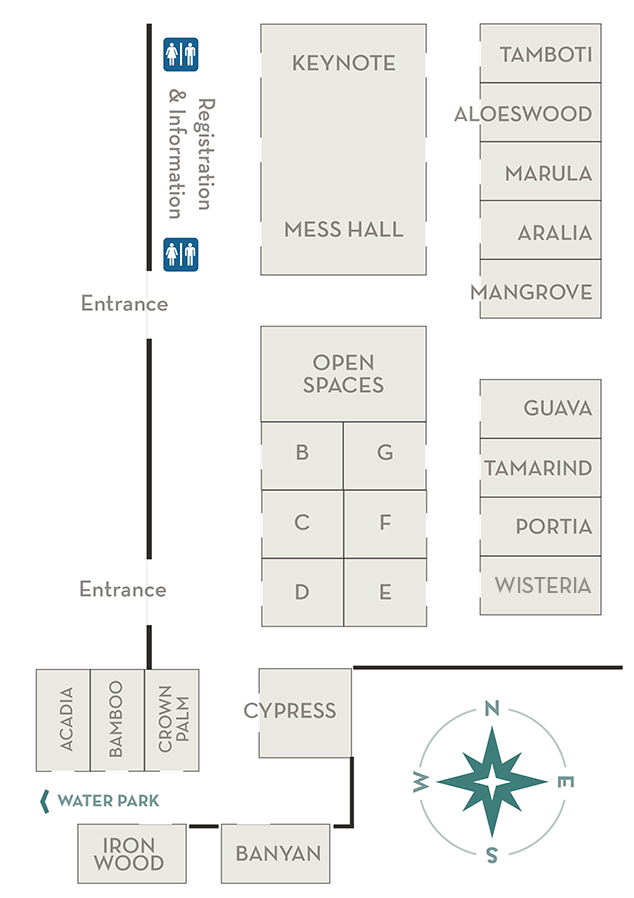 KEYNOTE
MESS HALL
Registration
& Information
Entrance
TAMBOTI
ALOESWOOD
MARULA
ARALIA
MANGROVE
OPEN
SPACES
B
G
C
F
D
E
GUAVA
TAMARIND
PORTIA
WISTERIA
Entrance
ACADIA
BAMBOO
CROWN
PALM
CYPRESS
WATER PARK
IRON
WOOD
BANYAN
N
W
E
S